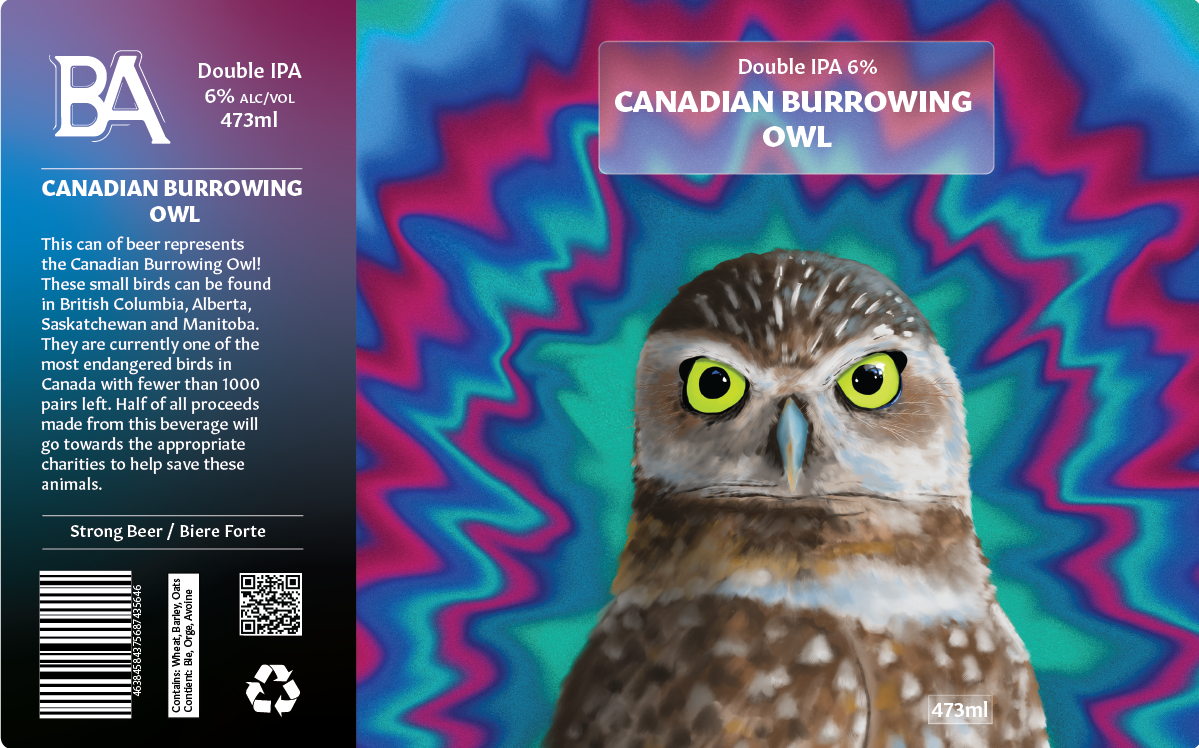 BA
Double IPA
6% ALC/VOL
473ml
CANADIAN BURROWING
OWL
This can of beer represents
the Canadian Burrowing Owl!
These small birds can be found
in British Columbia, Alberta,
Saskatchewan and Manitoba.
They are currently one of the
most endangered birds in
Canada with fewer than 1000
pairs left. Half of all proceeds
made from this beverage will
go towards the appropriate
charities to help save these
animals.
Strong Beer / Biere Forte
46384584375687435646
Contains: Wheat, Barley, Oats
Contient: Ble, Orge, Avoine
Double IPA 6%
CANADIAN BURROWING
OWL
473ml